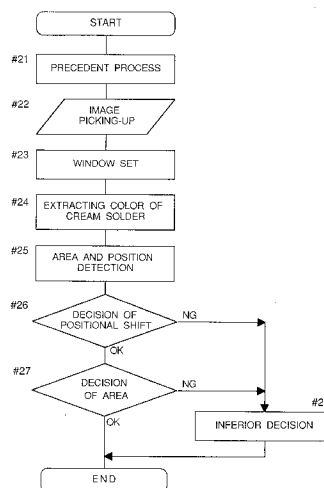 START
#21
PRECEDENT PROCESS
#22
IMAGE
PICKING-UP
#23
WINDOW SET
#24
EXTRACTING COLOR OF
CREAM SOLDER
#25
AREA AND POSITION
DETECTION
#26
DECISION OF
POSITIONAL SHIFT
NG
OK
#27
DECISION
OF AREA
NG
OK
INFERIOR DECISION
END